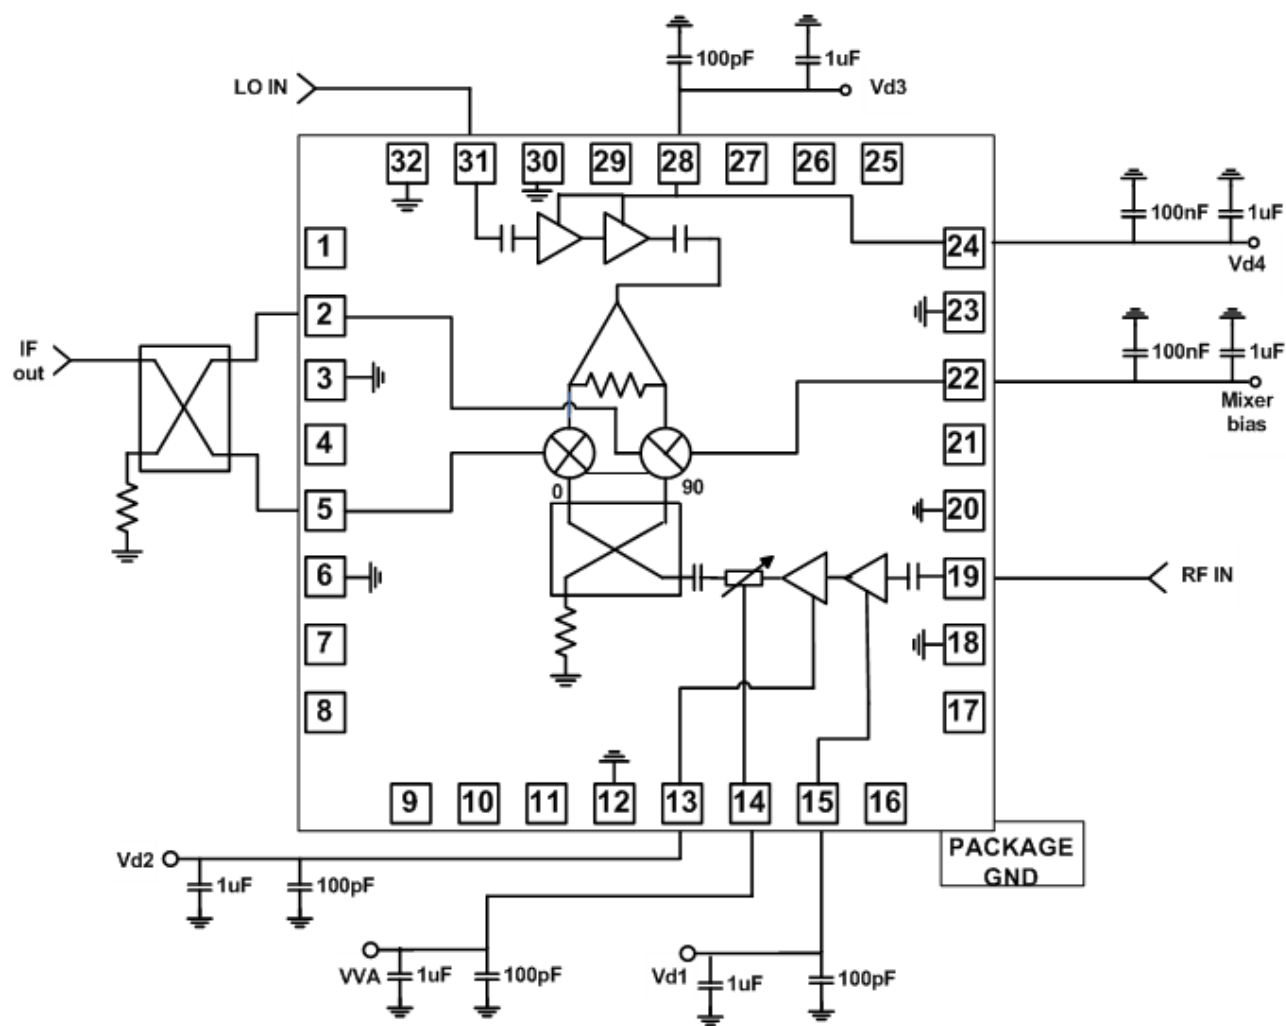 100pF
1uF
LO IN
Vd3
32
31
30
29
28
27
26
25
100nF
1uF
1
24
Vd4
2
23
IF
out
3
22
100nF
1uF
Mixer
bias
4
21
0
90
5
20
6
19
RF IN
7
18
8
17
9
10
11
12
13
14
15
16
PACKAGE
GND
Vd2
1uF
100pF
VVA
1uF
100pF
Vd1
1uF
100pF